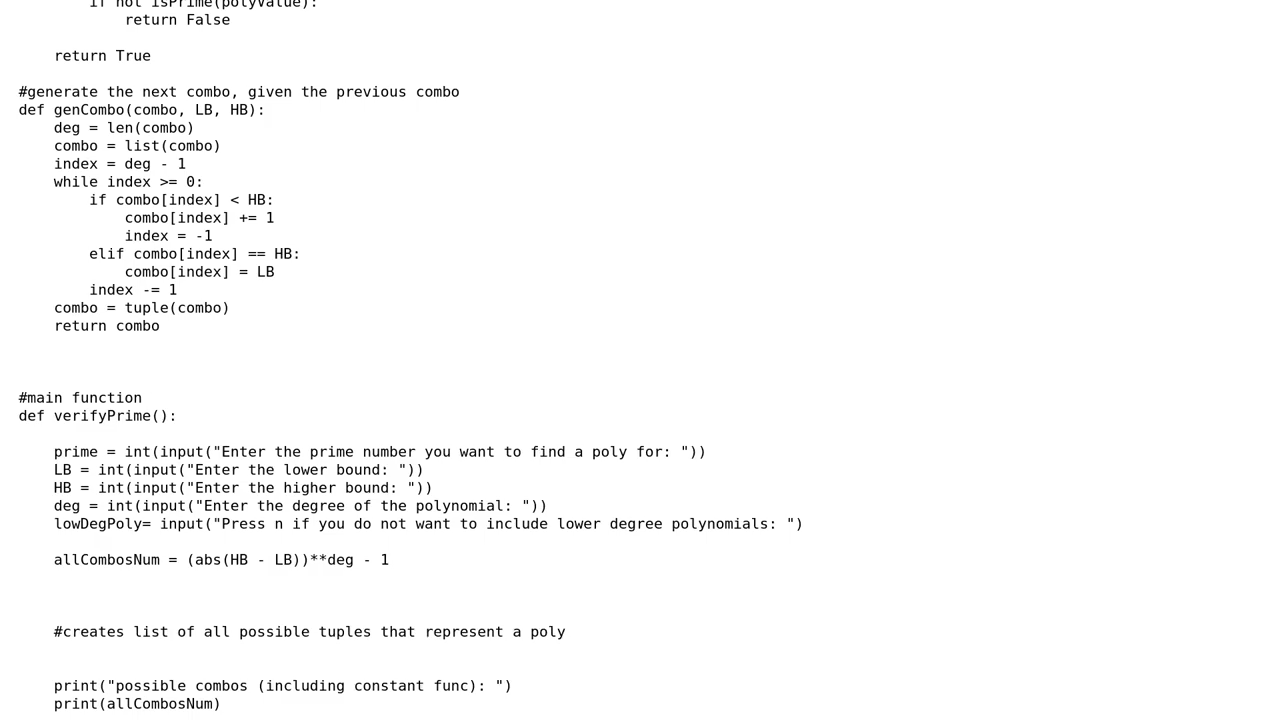 if not isPrime(polyValue):
return False
return True
#generate the next combo, given the previous combo
def genCombo(combo, LB, HB):
deg = len(combo)
combo = list(combo)
index = deg - 1
while index >= 0:
if combo[index] < HB:
combo[index] += 1
index = -1
elif combo[index] == HB:
combo[index] = LB
index -= 1
combo = tuple(combo)
return combo
#main function
def verifyPrime():
prime = int(input("Enter the prime number you want to find a poly for: "))
LB = int(input("Enter the lower bound: "))
HB = int(input("Enter the higher bound: "))
deg = int(input("Enter the degree of the polynomial: "))
lowDegPoly= input("Press n if you do not want to include lower degree polynomials: ")
allCombosNum = (abs(HB - LB))**deg - 1
#creates list of all possible tuples that represent a poly
print("possible combos (including constant func): ")
print(allCombosNum)